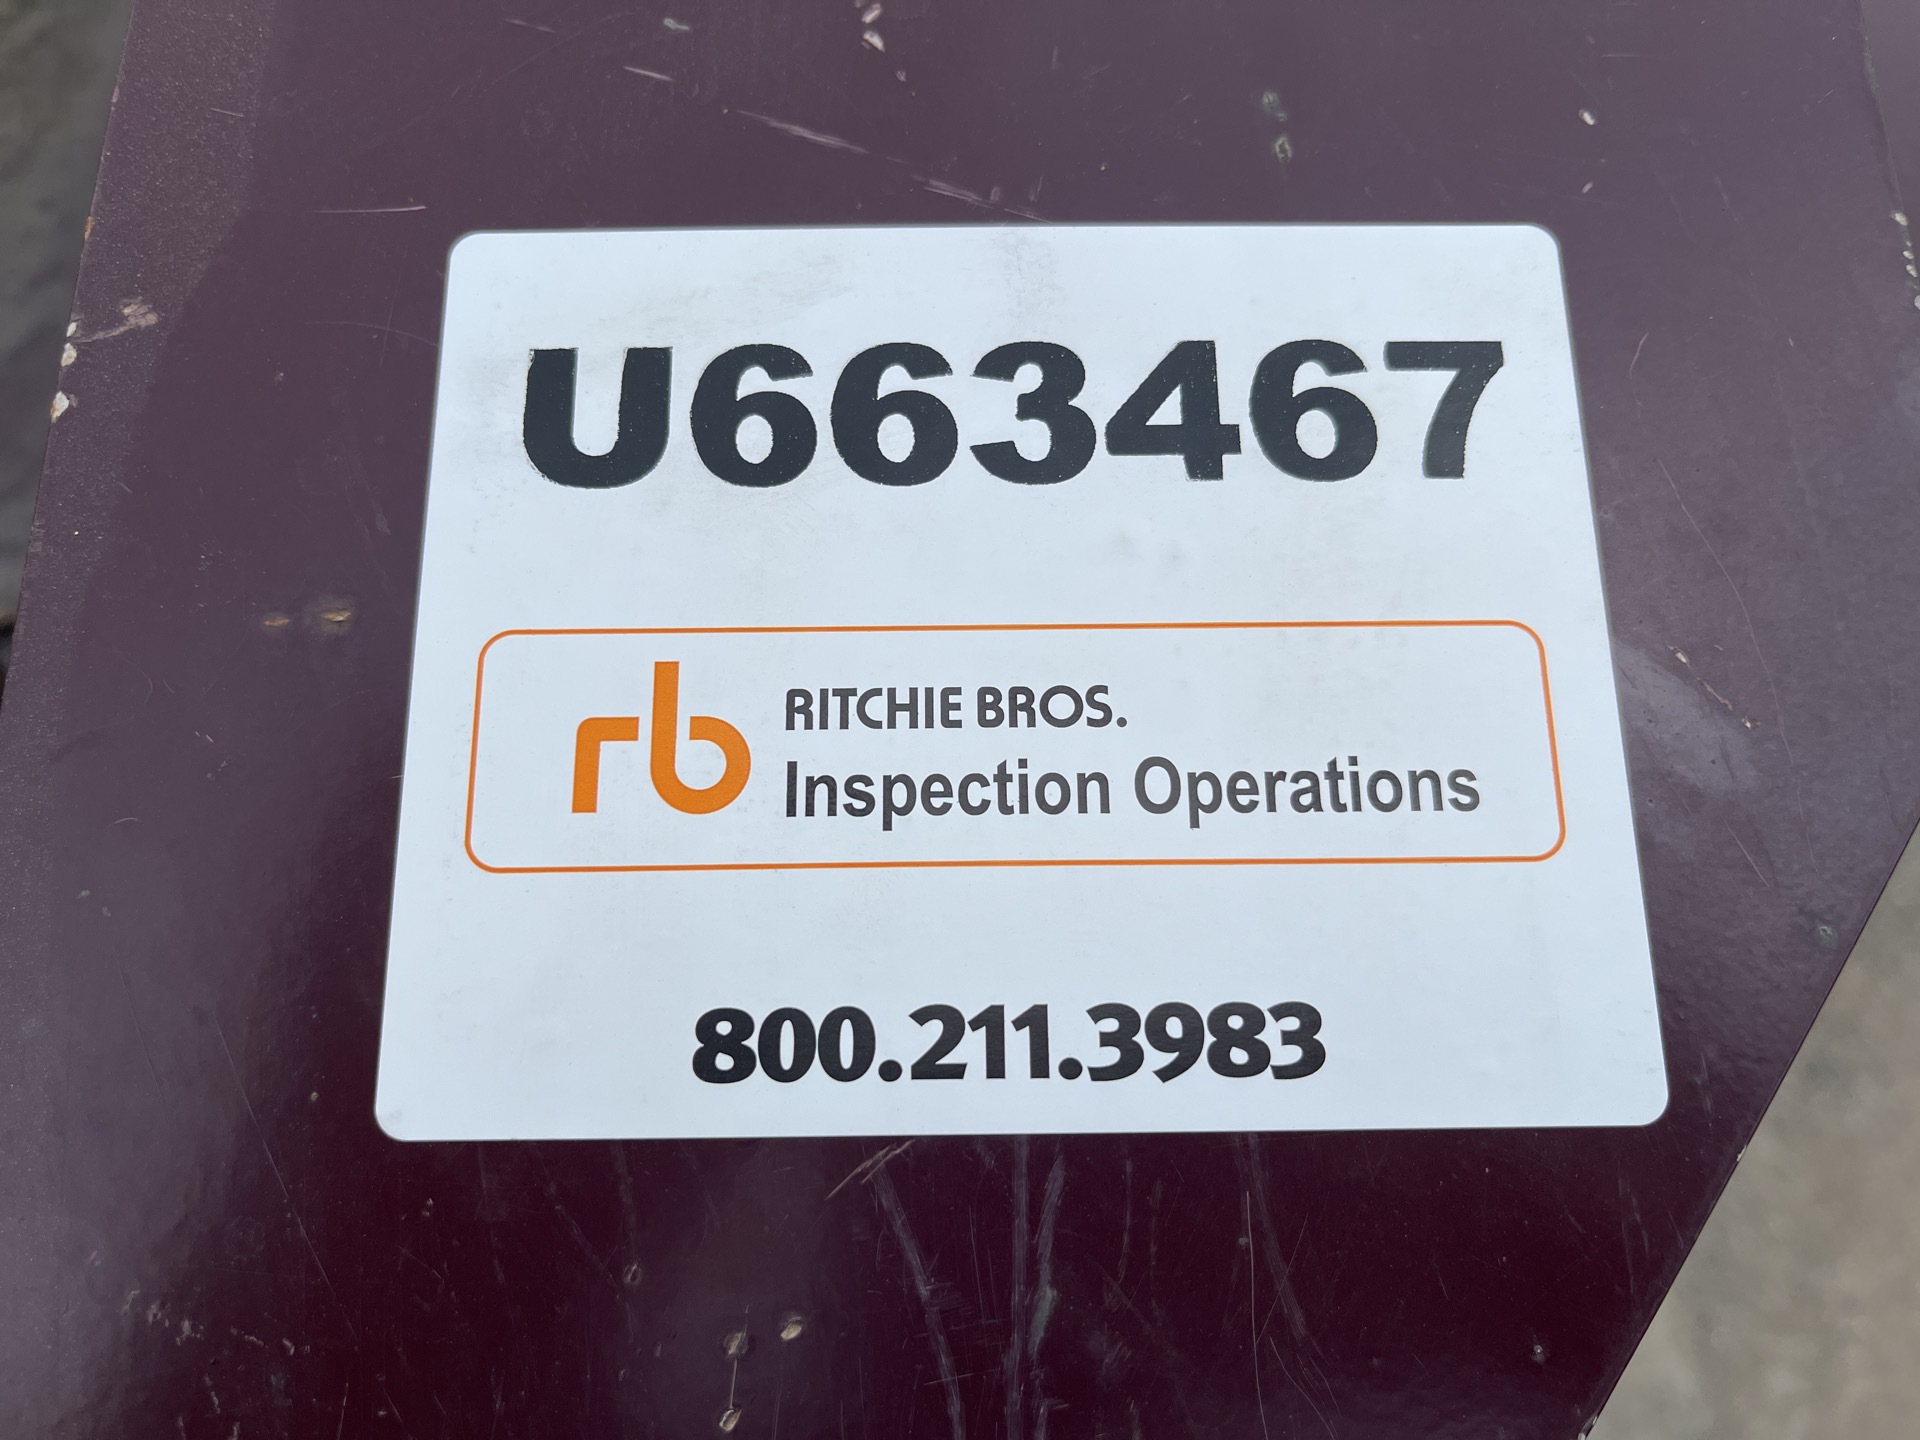 U663467
rb
RITCHIE BROS.
Inspection Operations
800.211.3983